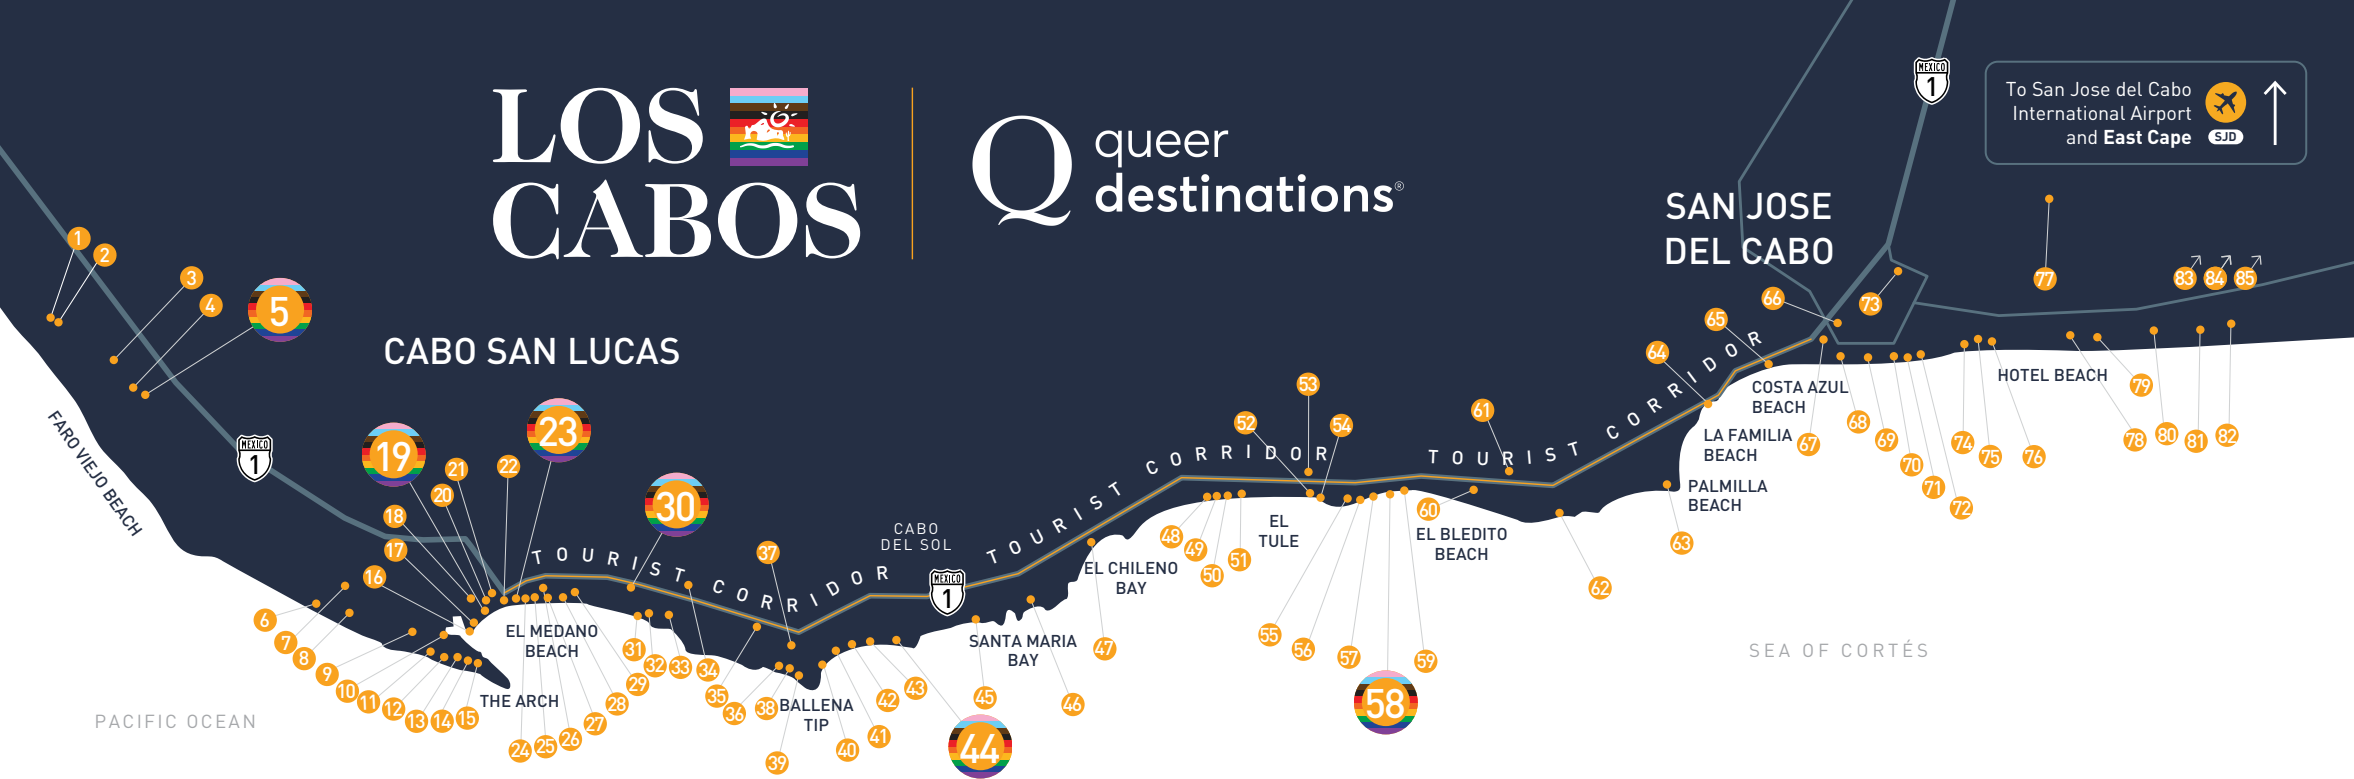 LOS
CABOS
Q
queer
destinations®
MEXICO
1
To San Jose del Cabo
International Airport
and East Cape
SJD
SAN JOSE
DEL CABO
CABO SAN LUCAS
1
2
3
4
5
FARO VIEJO BEACH
MEXICO
1
PACIFIC OCEAN
6
7
8
9
10
11
12
13
14
15
16
17
18
19
20
21
22
23
THE ARCH
EL MEDANO
BEACH
24
25
26
27
28
29
30
31
32
33
34
35
36
37
38
39
TOURIST CORRIDOR
BALLENA
TIP
40
41
42
43
44
CABO
DEL SOL
MEXICO
1
45
SANTA MARIA
BAY
46
47
EL CHILENO
BAY
TOURIST CORRIDOR
48
49
50
51
EL
TULE
52
53
54
55
56
57
58
59
60
EL BLEDITO
BEACH
61
62
TOURIST CORRIDOR
63
PALMILLA
BEACH
64
LA FAMILIA
BEACH
65
COSTA AZUL
BEACH
66
67
68
69
70
71
72
73
74
75
76
HOTEL BEACH
77
78
79
80
81
82
83
84
85
SEA OF CORTÉS